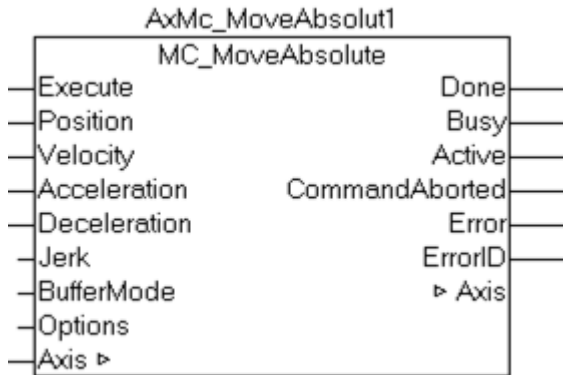 AxMc_MoveAbsolut1
MC_MoveAbsolute
Execute Done
Position Busy
Velocity Active
Acceleration CommandAborted
Deceleration Error
Jerk ErrorID
BufferMode ▹ Axis
Options
Axis ▹